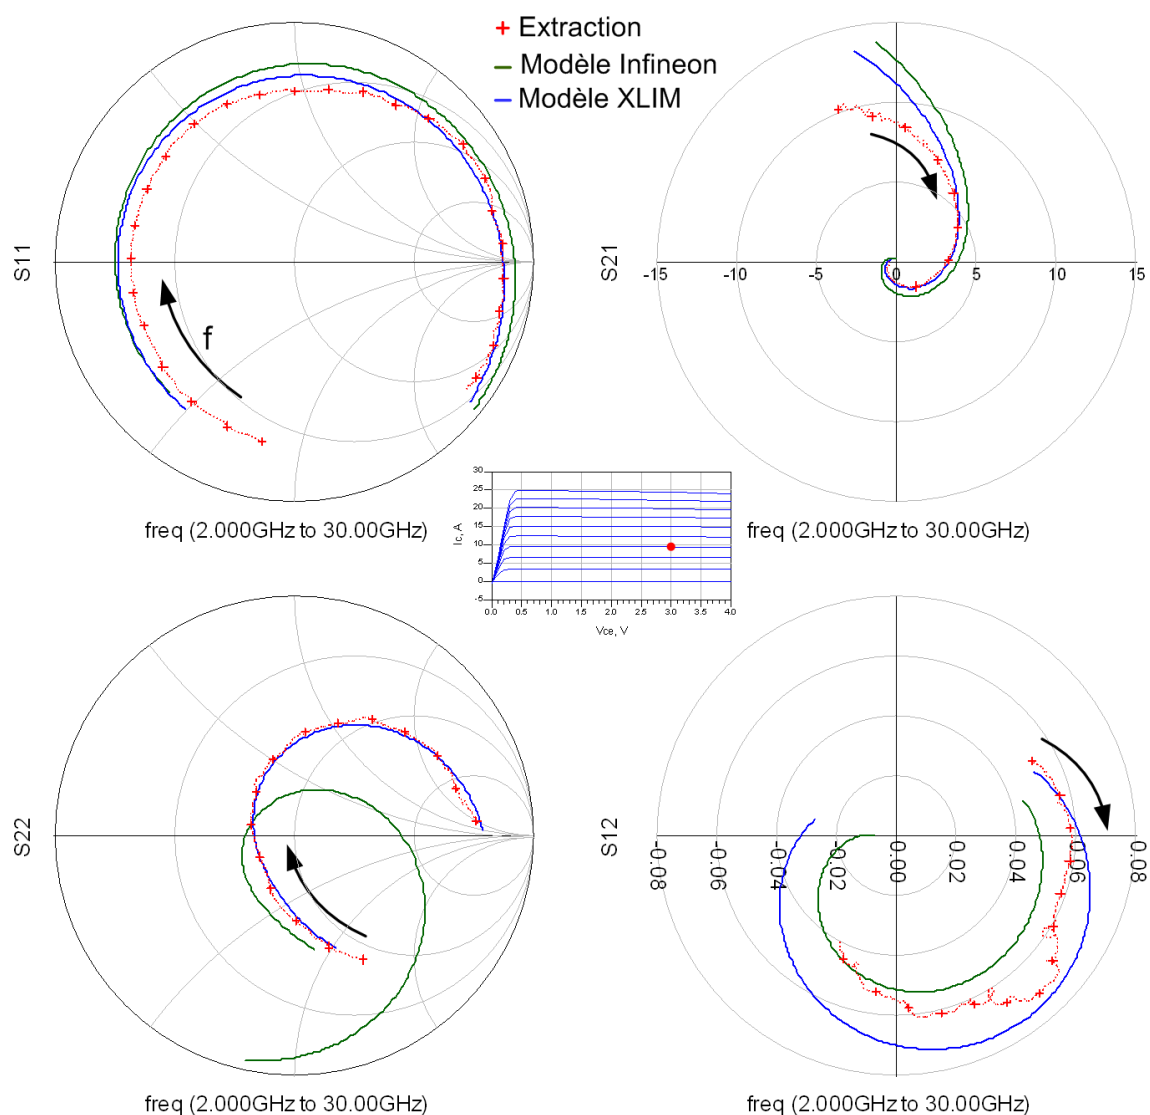 Extraction
Modèle Infineon
Modèle XLIM
S11
f
freq (2.000GHz to 30.00GHz)
S21
-15
-10
-5
0
5
10
15
freq (2.000GHz to 30.00GHz)
Ic, A
30
25
20
15
10
5
0
-5
0.0
0.5
1.0
1.5
2.0
2.5
3.0
3.5
4.0
Vce, V
S22
freq (2.000GHz to 30.00GHz)
S12
-0.08
-0.06
-0.04
-0.02
0.00
0.02
0.04
0.06
0.08
freq (2.000GHz to 30.00GHz)